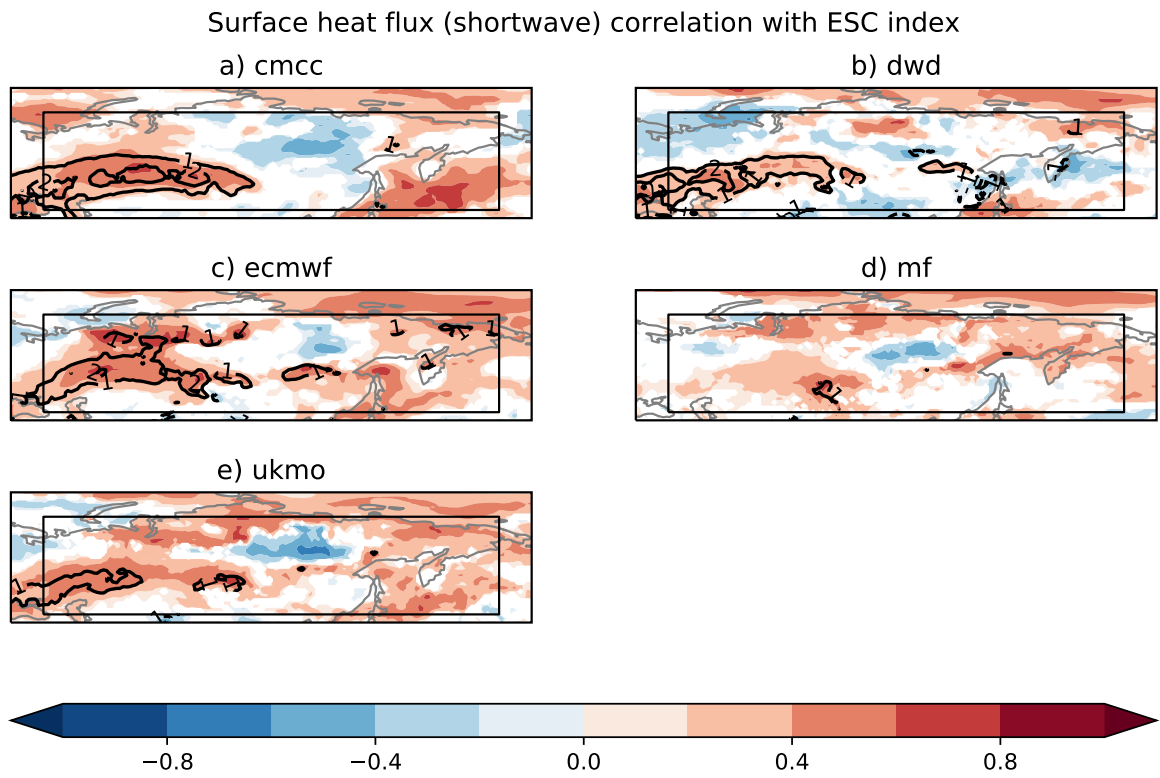 Surface heat flux (shortwave) correlation with ESC index
a) cmcc
b) dwd
c) ecmwf
d) mf
e) ukmo
−0.8 −0.4 0.0 0.4 0.8